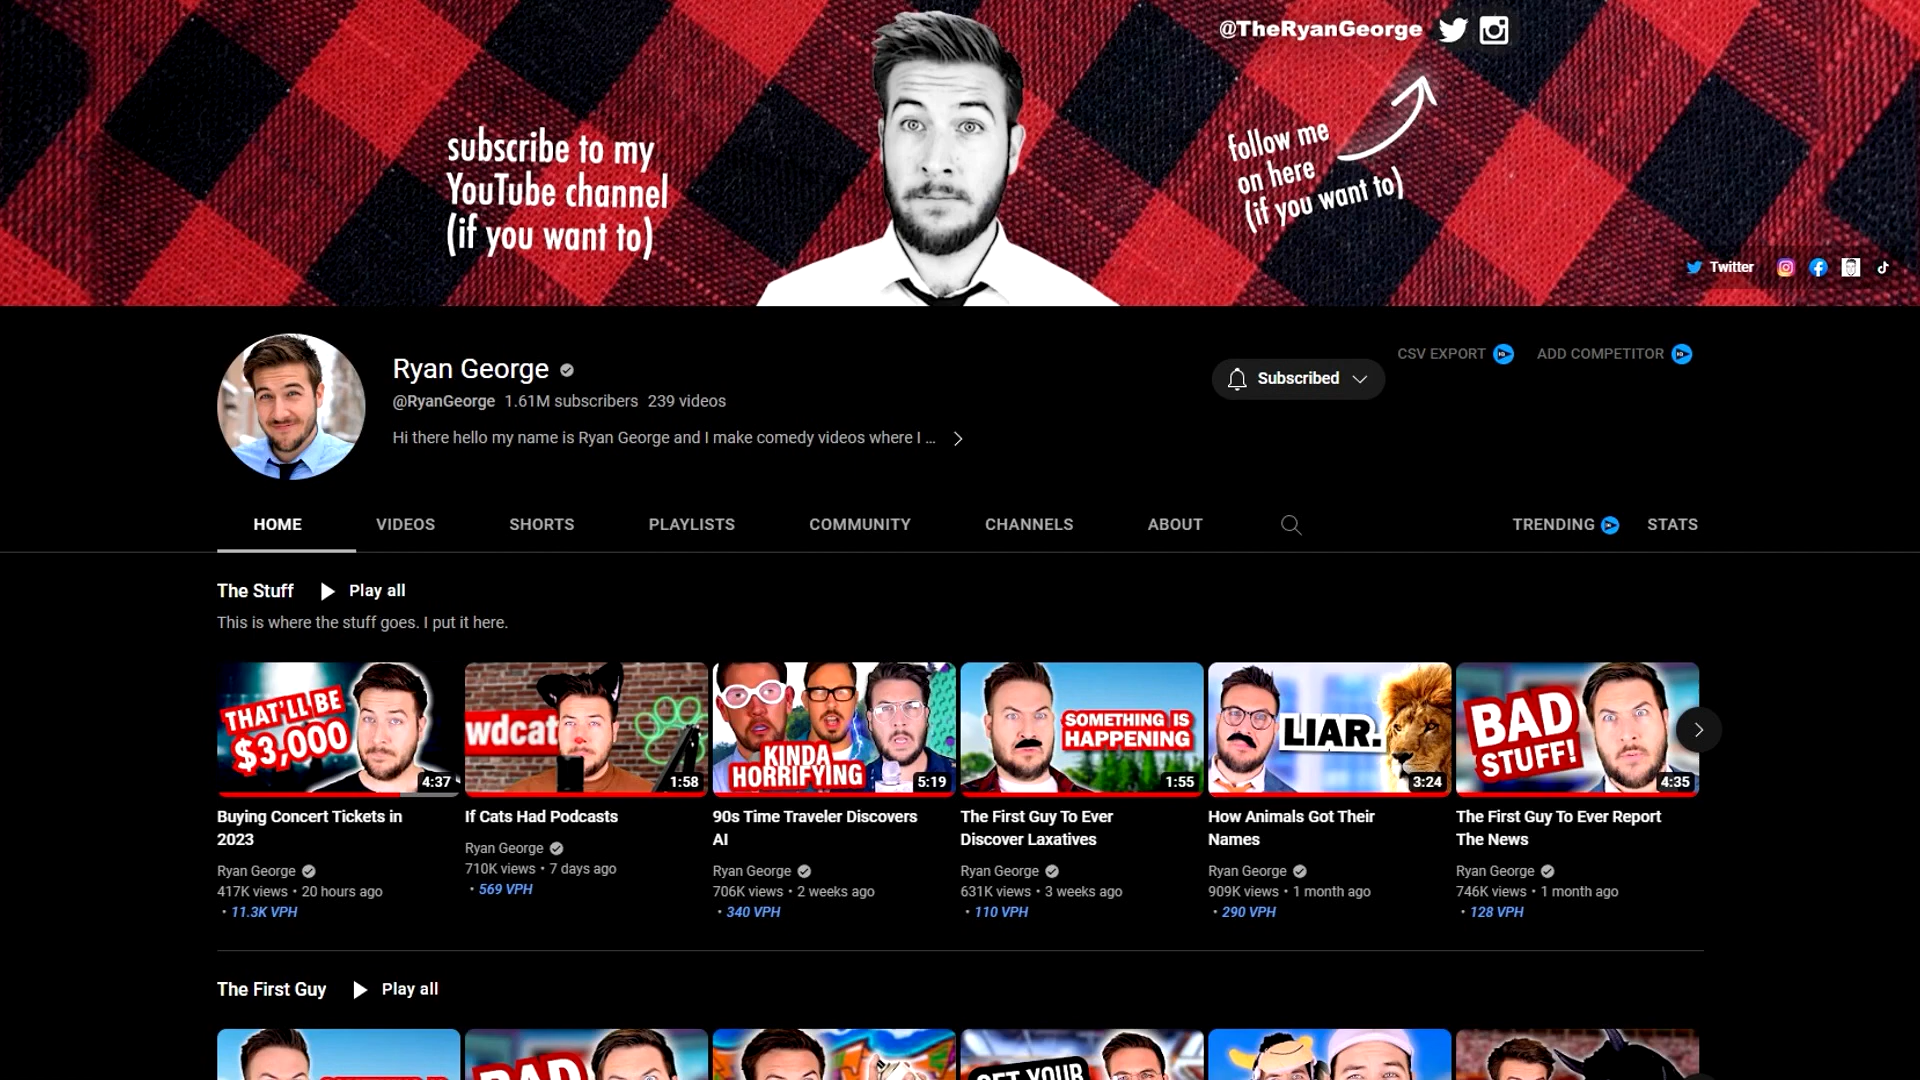 @TheRyanGeorge
subscribe to my
YouTube channel
(if you want to)
follow me
on here
(if you want to)
Twitter
Ryan George
@RyanGeorge 1.61M subscribers 239 videos
Hi there hello my name is Ryan George and I make comedy videos where I ...
Subscribed
CSV EXPORT
ADD COMPETITOR
HOME VIDEOS SHORTS PLAYLISTS COMMUNITY CHANNELS ABOUT TRENDING STATS
The Stuff Play all
This is where the stuff goes. I put it here.
THAT'LL BE
$3,000
4:37
wdcat
1:58
KINDA
HORRIFYING
5:19
SOMETHING IS
HAPPENING
1:55
LIAR.
3:24
BAD
STUFF!
4:35
Buying Concert Tickets in
2023
Ryan George
417K views • 20 hours ago
• 11.3K VPH
If Cats Had Podcasts
Ryan George
710K views • 7 days ago
• 569 VPH
90s Time Traveler Discovers
AI
Ryan George
706K views • 2 weeks ago
• 340 VPH
The First Guy To Ever
Discover Laxatives
Ryan George
631K views • 3 weeks ago
• 110 VPH
How Animals Got Their
Names
Ryan George
909K views • 1 month ago
• 290 VPH
The First Guy To Ever Report
The News
Ryan George
746K views • 1 month ago
• 128 VPH
The First Guy Play all
BAD
GET YOUR